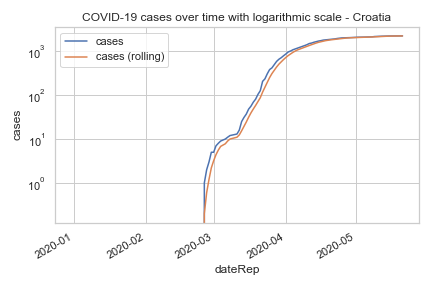 COVID-19 cases over time with logarithmic scale - Croatia
cases
cases (rolling)
10³
10²
10¹
10⁰
cases
2020-01
2020-02
2020-03
2020-04
2020-05
dateRep